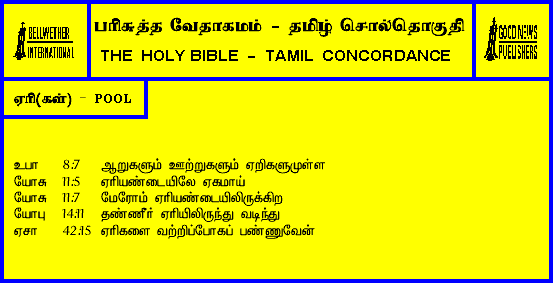 BELLWETHER
INTERNATIONAL
பரிசுத்த வேதாகமம் - தமிழ் சொல்தொகுதி
THE HOLY BIBLE - TAMIL CONCORDANCE
GOOD NEWS
PUBLISHERS
ஏரி(கள்) - POOL
உபா 8:7 ஆறுகளும் ஊற்றுகளும் ஏறிகளுமுள்ள
யோசு 11:5 ஏரியண்டையிலே ஏகமாய்
யோசு 11:7 மேரோம் ஏரியண்டையிலிருக்கிற
யோபு 14:11 தண்ணீர் ஏரியிலிருந்து வடிந்து
ஏசா 42:15 ஏரிகளை வற்றிப்போகப் பண்ணுவேன்